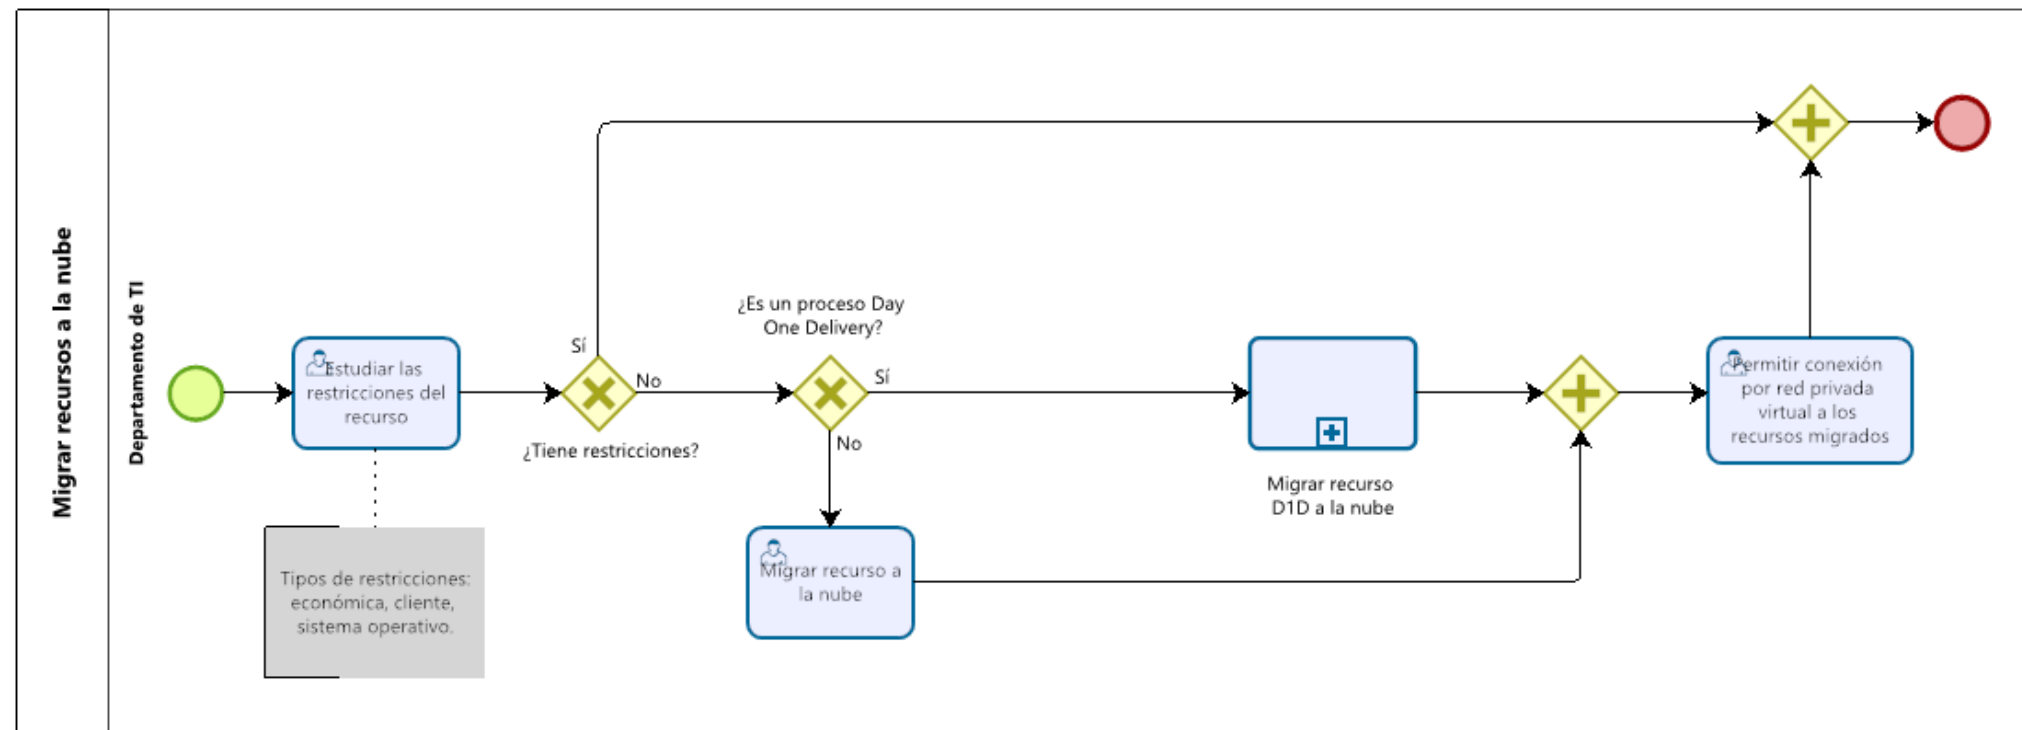 Migrar recursos a la nube
Departamento de TI
Estudiar las
restricciones del
recurso
Tipos de restricciones:
económica, cliente,
sistema operativo.
Sí
No
¿Tiene restricciones?
¿Es un proceso Day
One Delivery?
Sí
No
Migrar recurso a
la nube
Migrar recurso
D1D a la nube
Permitir conexión
por red privada
virtual a los
recursos migrados